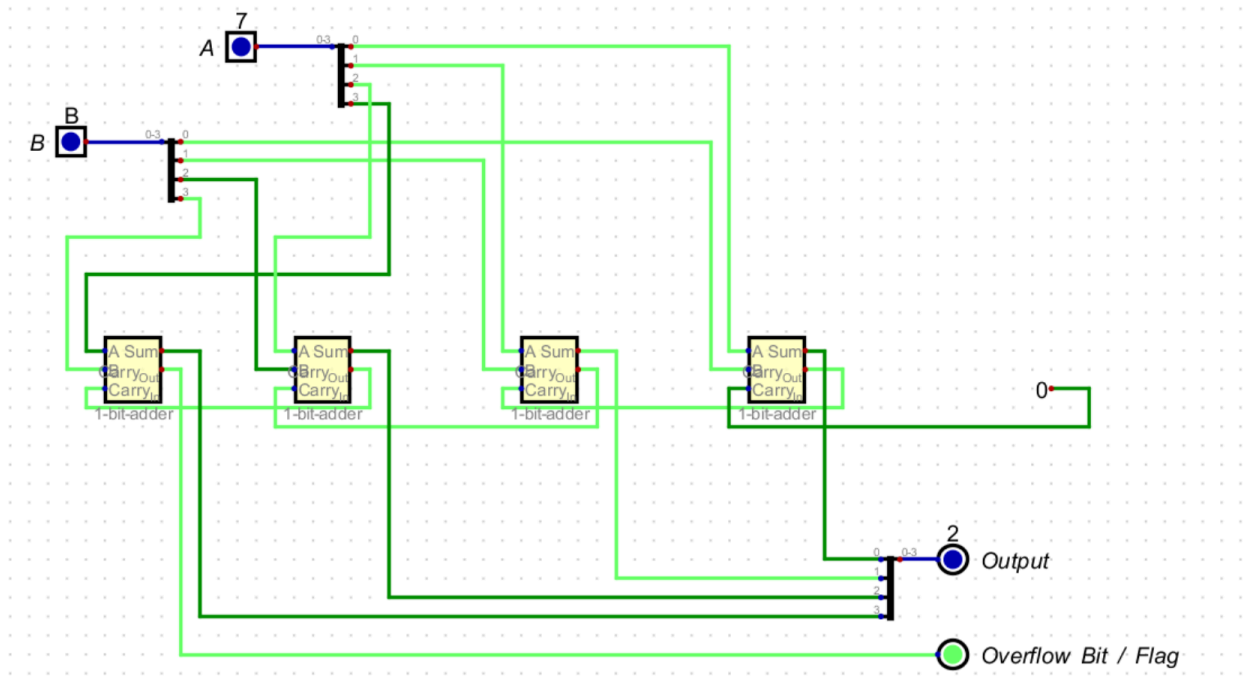 7
A
0-3
0
1
2
3
B
B
0-3
0
1
2
3
A Sum
B Carry Out
Carry In
1-bit-adder
A Sum
B Carry Out
Carry In
1-bit-adder
A Sum
B Carry Out
Carry In
1-bit-adder
A Sum
B Carry Out
Carry In
1-bit-adder
0
2
0
0-3
1
2
3
Output
Overflow Bit / Flag